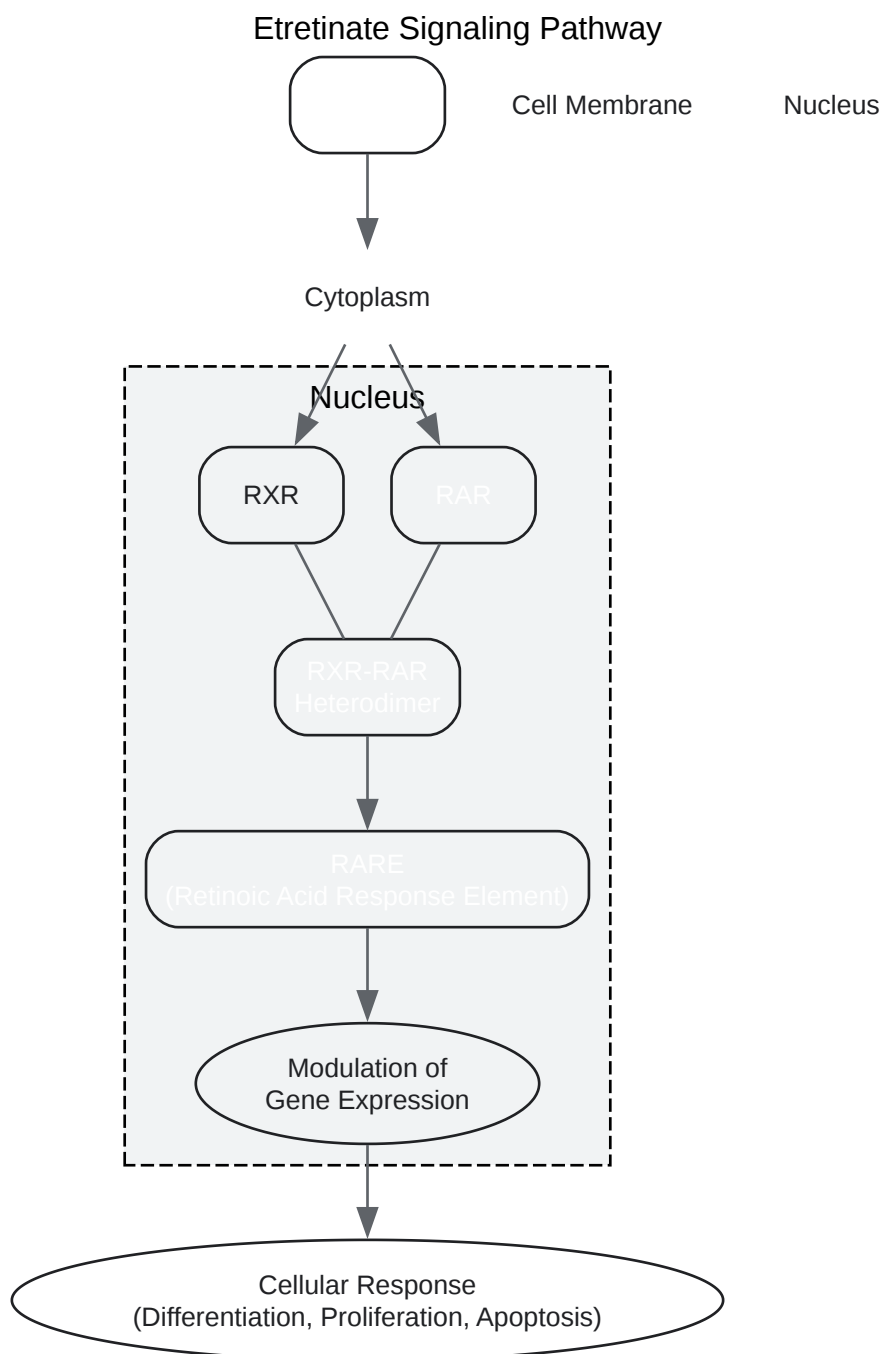 Etretinate Signaling Pathway
Cell Membrane
Nucleus
Cytoplasm
Nucleus
RXR
RAR
RXR-RAR
Heterodimer
RARE
(Retinoic Acid Response Element)
Modulation of
Gene Expression
Cellular Response
(Differentiation, Proliferation, Apoptosis)